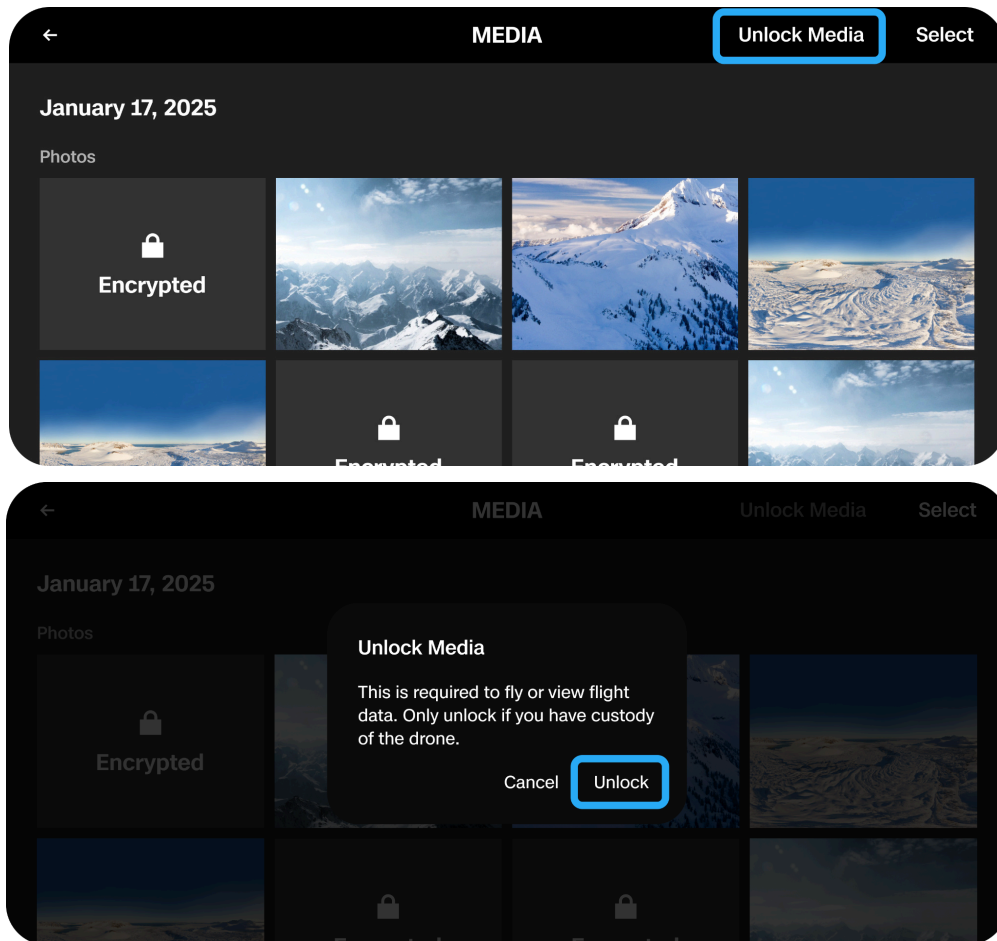 ← MEDIA Unlock Media Select
January 17, 2025
Photos
Encrypted
Encrypted Encrypted
← MEDIA Unlock Media Select
January 17, 2025
Photos
Unlock Media
This is required to fly or view flight
data. Only unlock if you have custody
of the drone.
Cancel Unlock
Encrypted